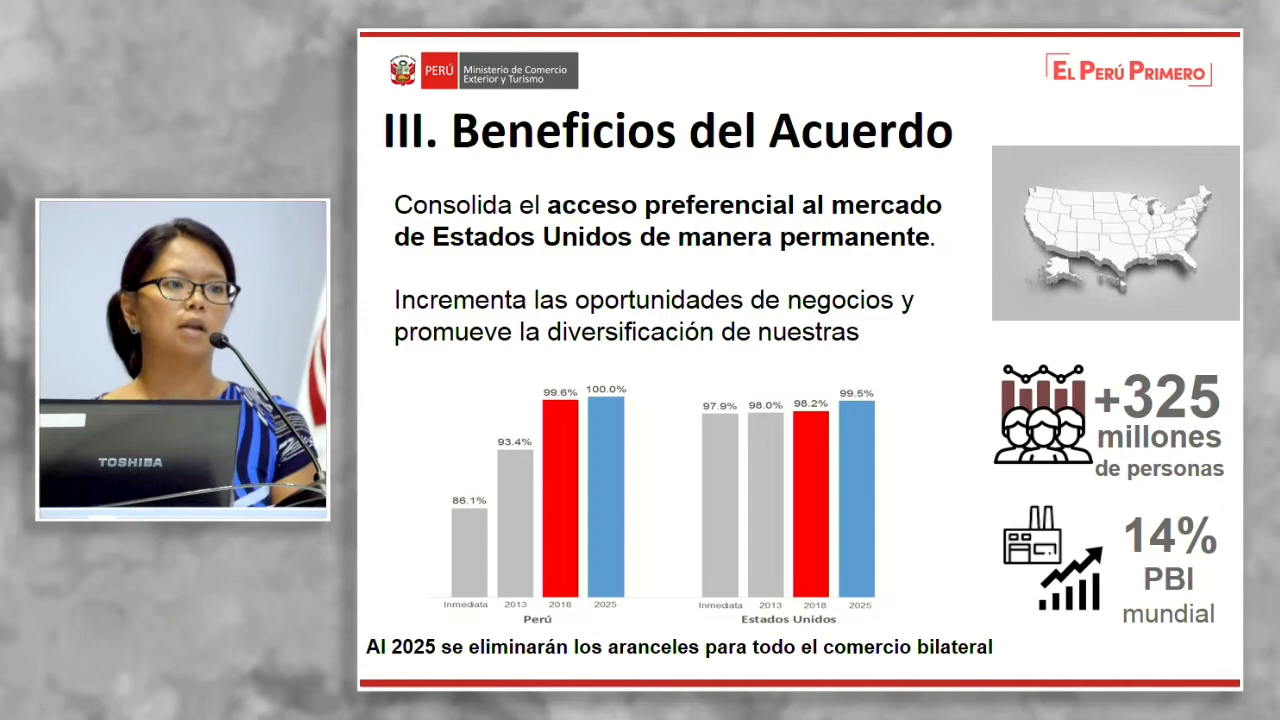 PERÚ
Ministerio de Comercio
Exterior y Turismo
EL PERÚ PRIMERO
III. Beneficios del Acuerdo
Consolida el acceso preferencial al mercado
de Estados Unidos de manera permanente.
Incrementa las oportunidades de negocios y
promueve la diversificación de nuestras
86.1%
93.4%
99.6%
100.0%
97.9%
98.0%
98.2%
99.5%
Inmediata 2013 2018 2025
Perú
Inmediata 2013 2018 2025
Estados Unidos
Al 2025 se eliminarán los aranceles para todo el comercio bilateral
+325
millones
de personas
14%
PBI
mundial
TOSHIBA